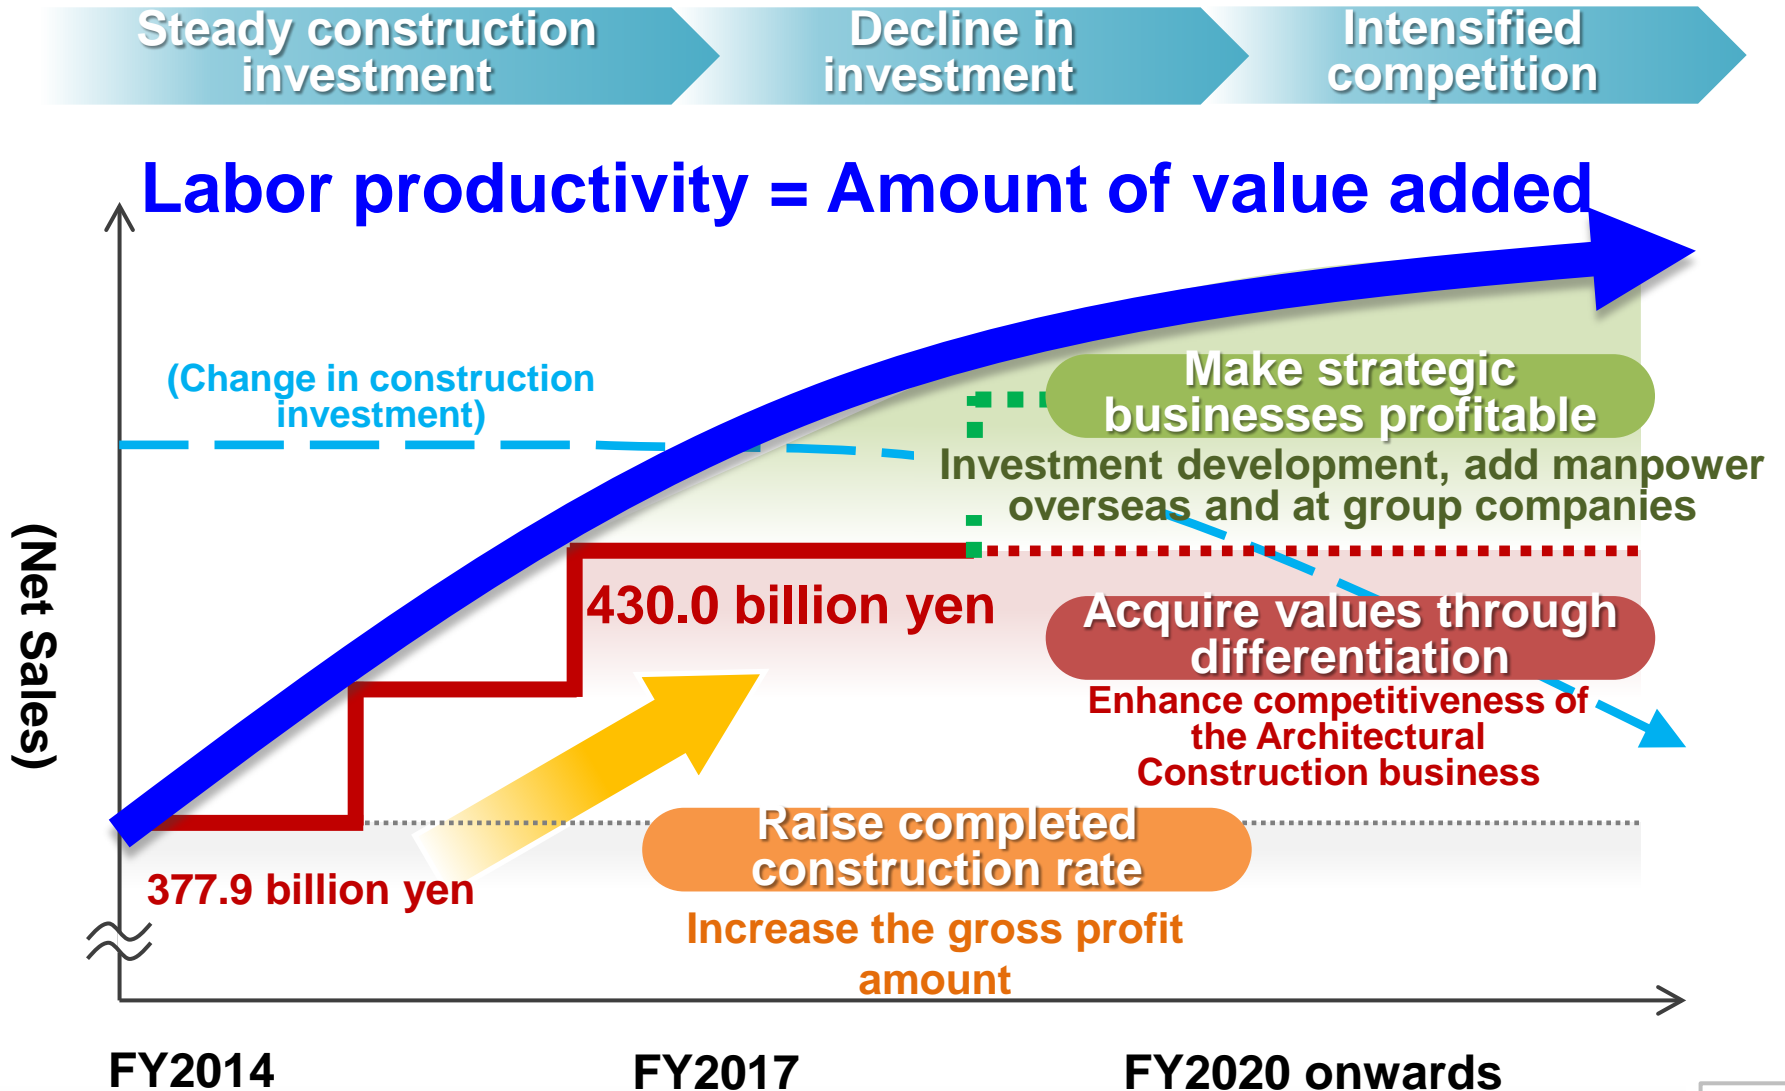 Steady construction
investment
Decline in
investment
Intensified
competition
Labor productivity = Amount of value added
(Change in construction
investment)
Make strategic
businesses profitable
Investment development, add manpower
overseas and at group companies
(Net Sales)
430.0 billion yen
Acquire values through
differentiation
Enhance competitiveness of
the Architectural
Construction business
Raise completed
construction rate
377.9 billion yen
Increase the gross profit
amount
FY2014
FY2017
FY2020 onwards